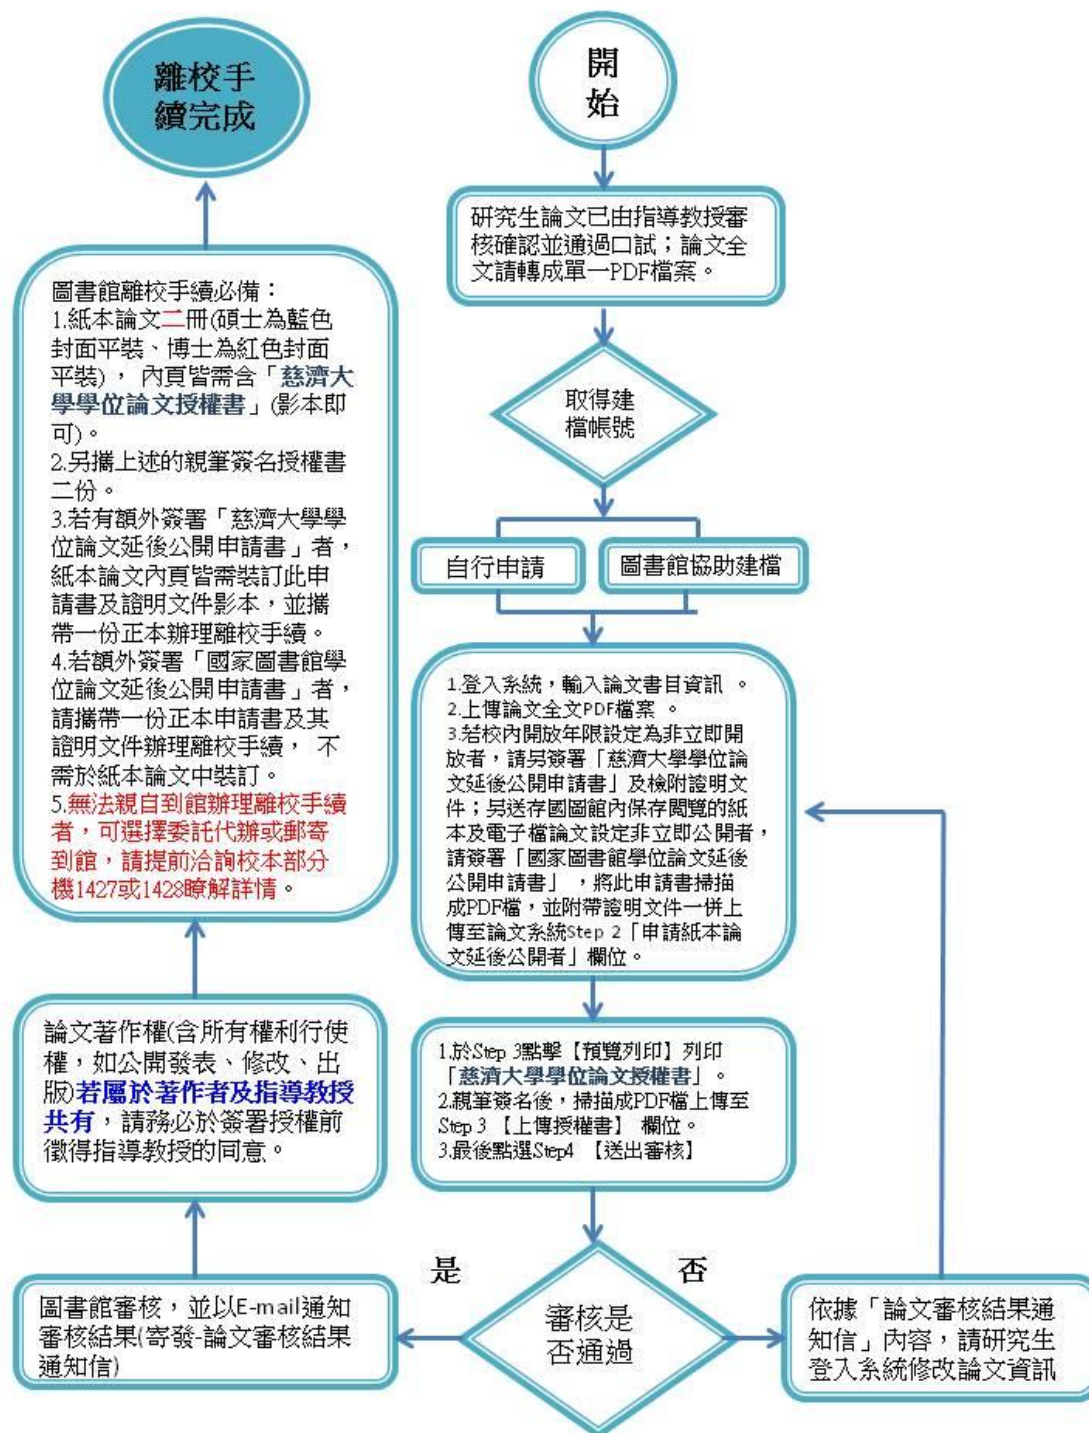 開
始
研究生論文已由指導教授審
核確認並通過口試；論文全
文請轉成單一PDF檔案。
取得建
檔帳號
自行申請
圖書館協助建檔
1.登入系統，輸入論文書目資訊 。
2.上傳論文全文PDF檔案 。
3.若校內開放年限設定為非立即開
放者，請另簽署「慈濟大學學位論
文延後公開申請書」及檢附證明文
件；另送存國圖館內保存閱覽的紙
本及電子檔論文設定非立即公開者，
請簽署「國家圖書館學位論文延後
公開申請書」，將此申請書掃描
成PDF檔，並附帶證明文件一併上
傳至論文系統Step 2「申請紙本論
文延後公開者」欄位。
1.於Step 3點擊【預覽列印】列印
「慈濟大學學位論文授權書」。
2.親筆簽名後，掃描成PDF檔上傳至
Step 3 【上傳授權書】 欄位。
3.最後點選Step4 【送出審核】
審核是
否通過
否
依據「論文審核結果通
知信」內容，請研究生
登入系統修改論文資訊
是
圖書館審核，並以E-mail通知
審核結果(寄發-論文審核結果
通知信)
論文著作權(含所有權利行使
權，如公開發表、修改、出
版)若屬於著作者及指導教授
共有，請務必於簽署授權前
徵得指導教授的同意。
圖書館離校手續必備：
1.紙本論文二冊(碩士為藍色
封面平裝、博士為紅色封面
平裝)， 內頁皆需含「慈濟大
學學位論文授權書」(影本即
可)。
2.另攜上述的親筆簽名授權書
二份。
3.若有額外簽署「慈濟大學學
位論文延後公開申請書」者，
紙本論文內頁皆需裝訂此申
請書及證明文件影本，並攜
帶一份正本辦理離校手續。
4.若額外簽署「國家圖書館學
位論文延後公開申請書」者，
請攜帶一份正本申請書及其
證明文件辦理離校手續， 不
需於紙本論文中裝訂。
5.無法親自到館辦理離校手續
者，可選擇委託代辦或郵寄
到館，請提前洽詢校本部分
機1427或1428瞭解詳情。
離校手
續完成